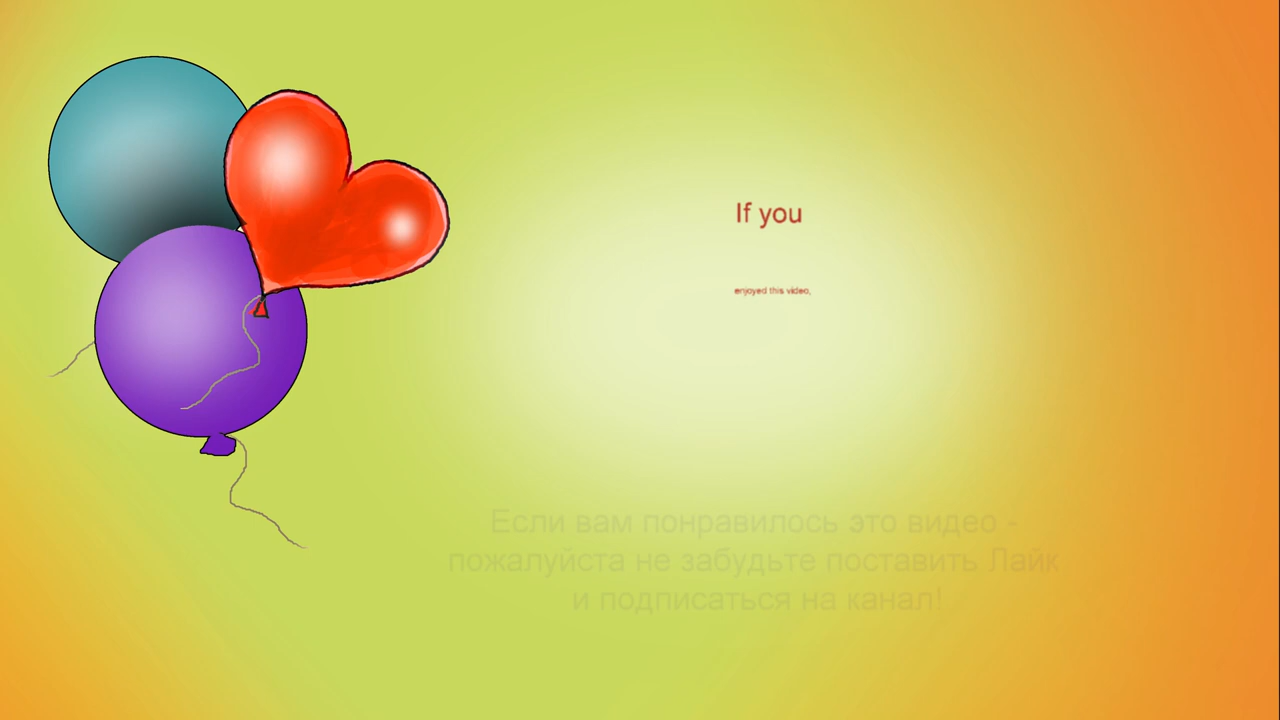 If you
enjoyed this video,
Если вам понравилось это видео -
пожалуйста не забудьте поставить Лайк
и подписаться на канал!